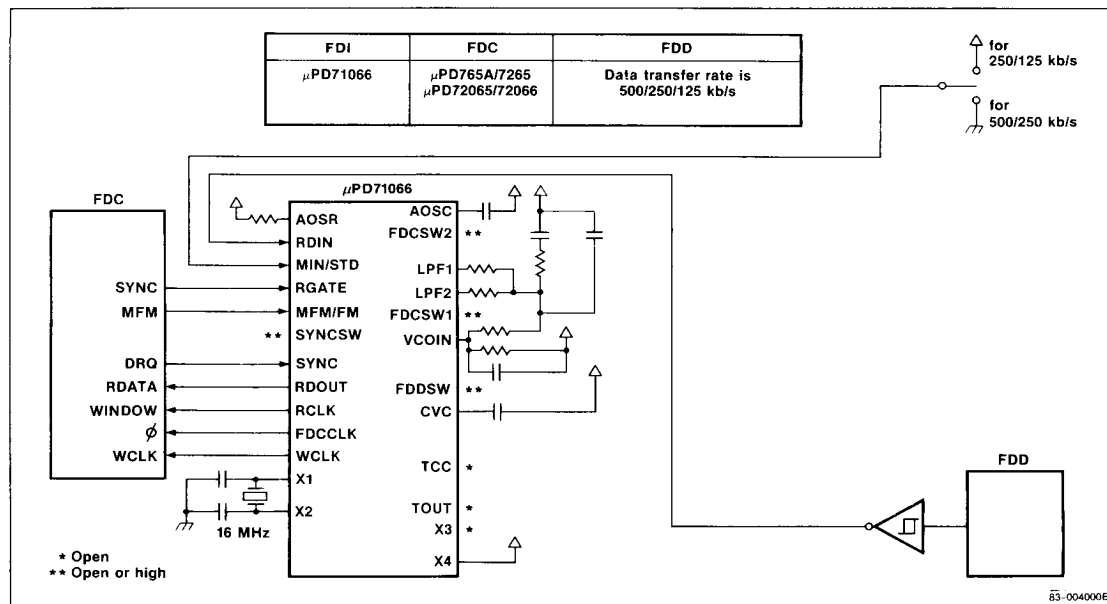 FDI FDC FDD
μPD71066 μPD765A/7265 Data transfer rate is
μPD72065/72066 500/250/125 kb/s
for
250/125 kb/s
for
500/250 kb/s
FDC
SYNC
MFM
DRQ
RDATA
WINDOW
ϕ
WCLK
μPD71066
AOSR
RDIN
MIN/STD
RGATE
MFM/FM
** SYNCSW
SYNC
RDOUT
RCLK
FDCCLK
WCLK
X1
X2
16 MHz
AOSC
FDCSW2 **
LPF1
LPF2
FDCSW1 **
VCOIN
FDDSW **
CVC
TCC *
TOUT *
X3 *
X4
FDD
* Open
** Open or high
83-004000B